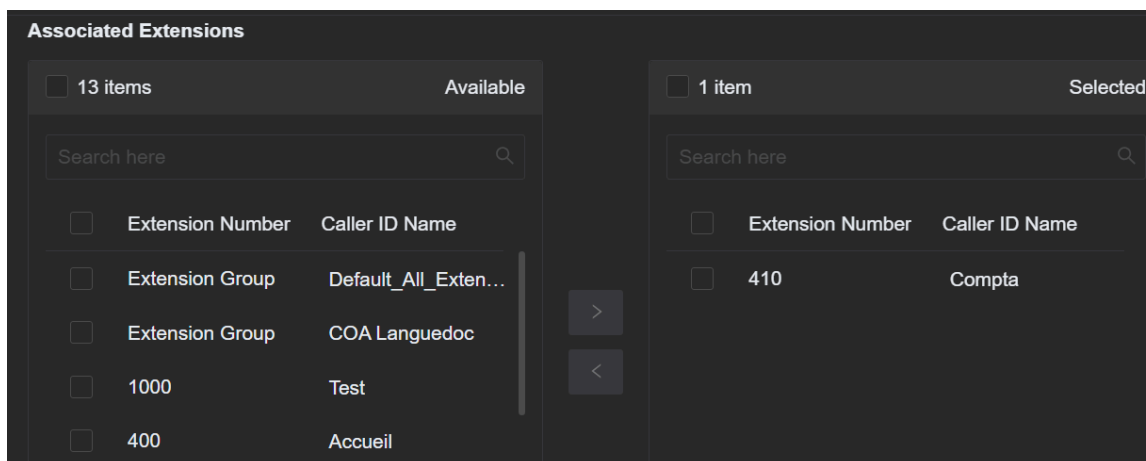 Associated Extensions
13 items Available
Search here
Extension Number Caller ID Name
Extension Group Default_All_Exten...
Extension Group COA Languedoc
1000 Test
400 Accueil
>
<
1 item Selected
Search here
Extension Number Caller ID Name
410 Compta